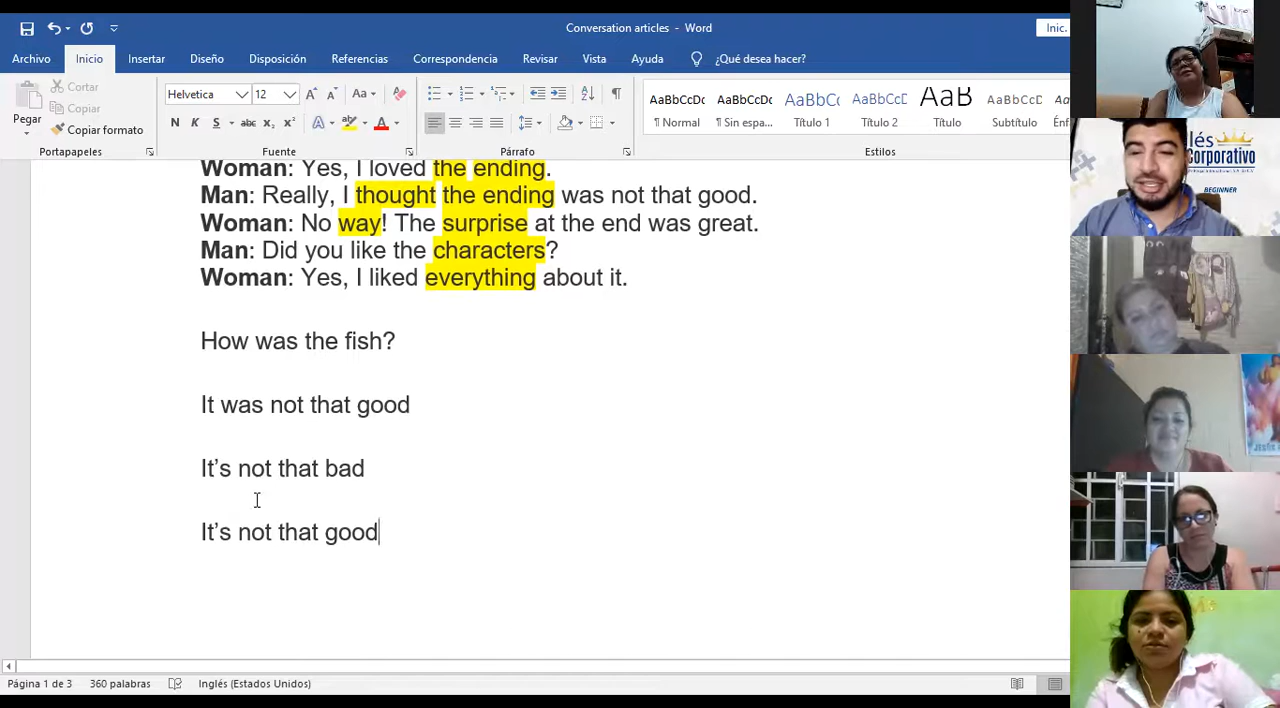 Conversation articles - Word
Inic.
Archivo Inicio Insertar Diseño Disposición Referencias Correspondencia Revisar Vista Ayuda ¿Qué desea hacer?
Pegar
Cortar
Copiar
Copiar formato
Portapapeles
Helvetica 12
Fuente
Párrafo
AaBbCcDc AaBbCcDc AaBbCc AaBbCcD AaB AaBbCcD
¶ Normal ¶ Sin espa... Título 1 Título 2 Título Subtítulo Énf
Estilos
Woman: Yes, I loved the ending.
Man: Really, I thought the ending was not that good.
Woman: No way! The surprise at the end was great.
Man: Did you like the characters?
Woman: Yes, I liked everything about it.
How was the fish?
It was not that good
It’s not that bad
It’s not that good
Página 1 de 3 360 palabras Inglés (Estados Unidos)
lés
Corporativo
BEGINNER